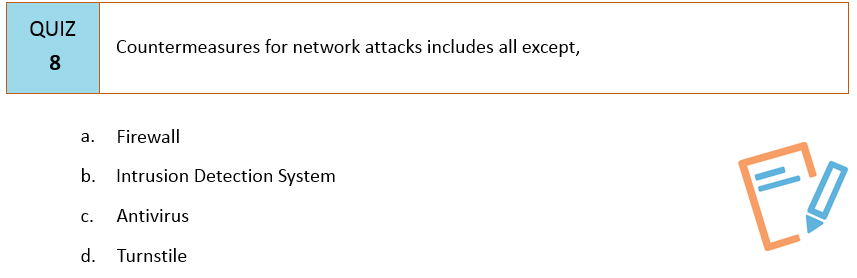 QUIZ
8
Countermeasures for network attacks includes all except,
a. Firewall
b. Intrusion Detection System
c. Antivirus
d. Turnstile